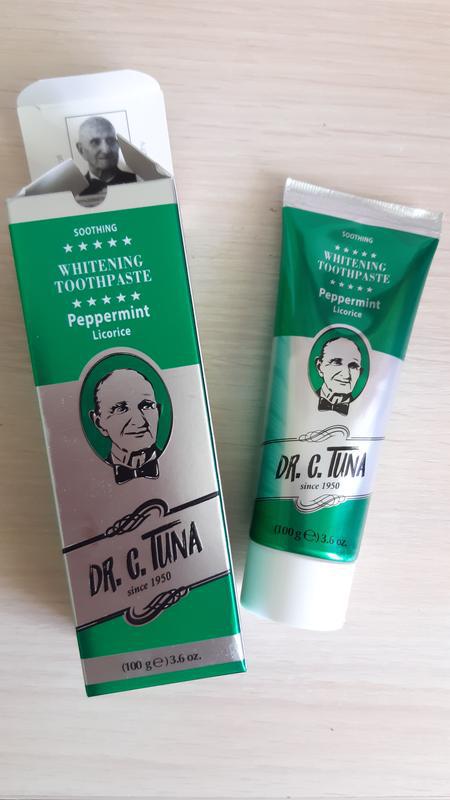 SOOTHING
WHITENING
TOOTHPASTE
Peppermint
Licorice
DR. C. TUNA
since 1950
(100 g ℮) 3.6 oz.
SOOTHING
WHITENING
TOOTHPASTE
Peppermint
Licorice
DR. C. TUNA
since 1950
(100 g ℮) 3.6 oz.